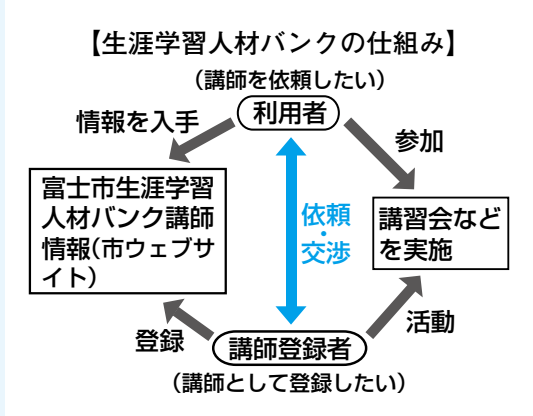 【生涯学習人材バンクの仕組み】
（講師を依頼したい）
利用者
情報を入手
参加
富士市生涯学習
人材バンク講師
情報（市ウェブサ
イト）
依頼
・
交渉
講習会など
を実施
登録
活動
講師登録者
（講師として登録したい）